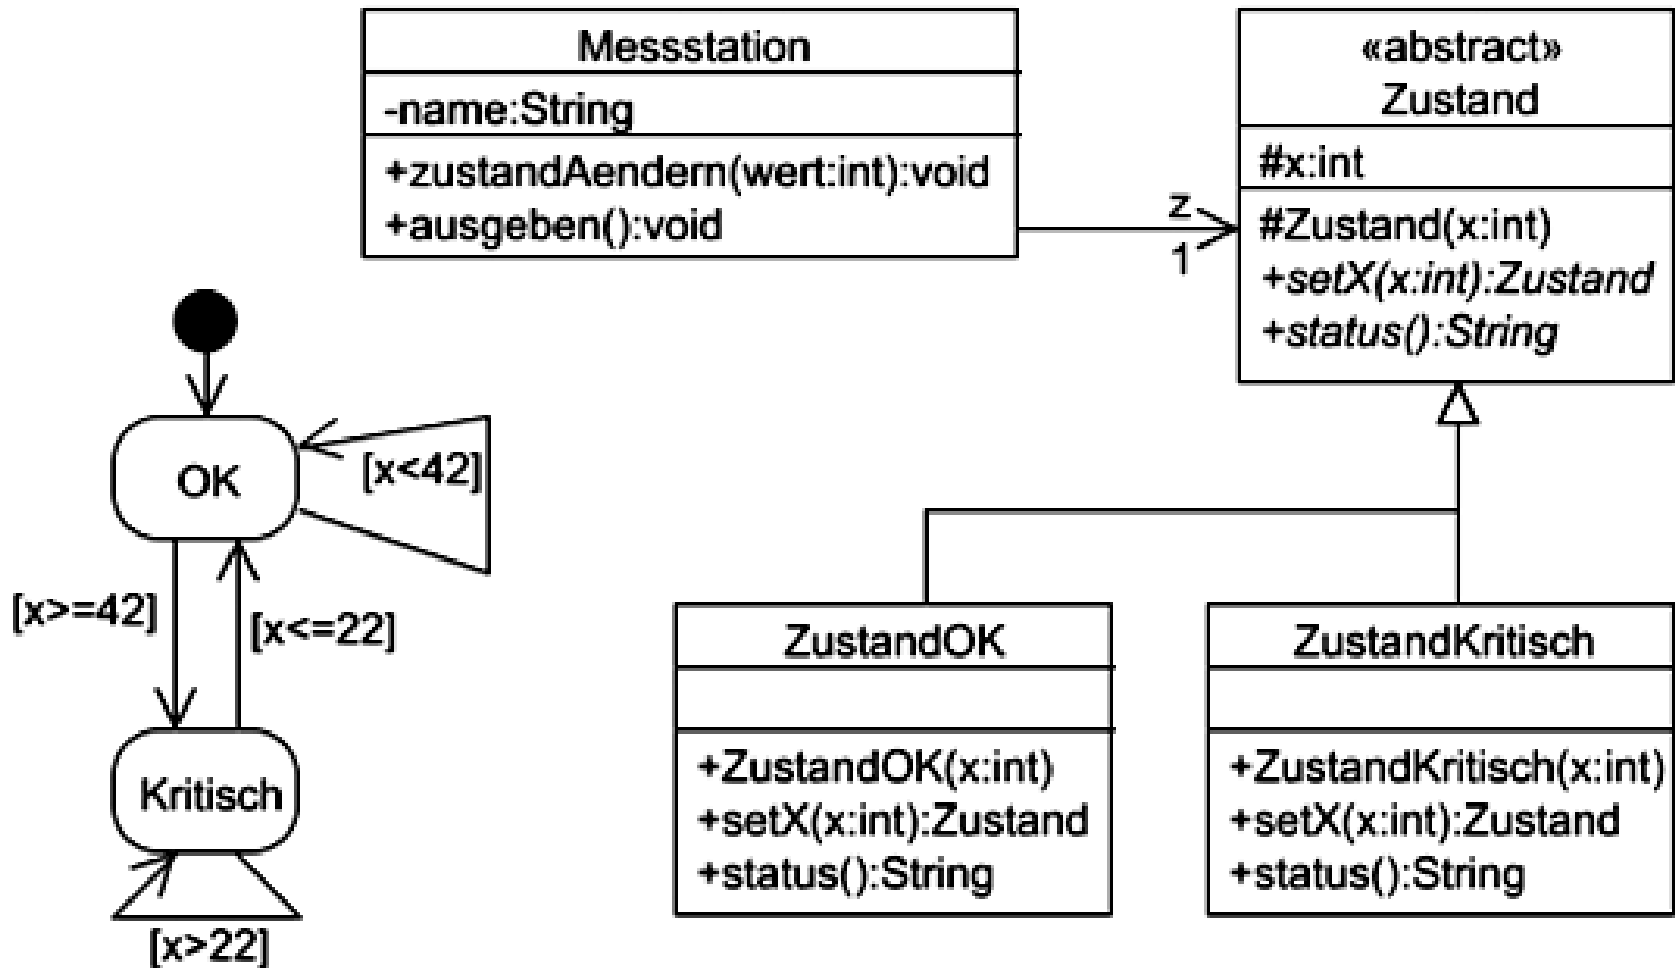 Messstation
-name:String
+zustandAendern(wert:int):void
+ausgeben():void
z
1
«abstract»
Zustand
#x:int
#Zustand(x:int)
+setX(x:int):Zustand
+status():String
OK
[x<42]
[x>=42]
[x<=22]
Kritisch
[x>22]
ZustandOK
+ZustandOK(x:int)
+setX(x:int):Zustand
+status():String
ZustandKritisch
+ZustandKritisch(x:int)
+setX(x:int):Zustand
+status():String